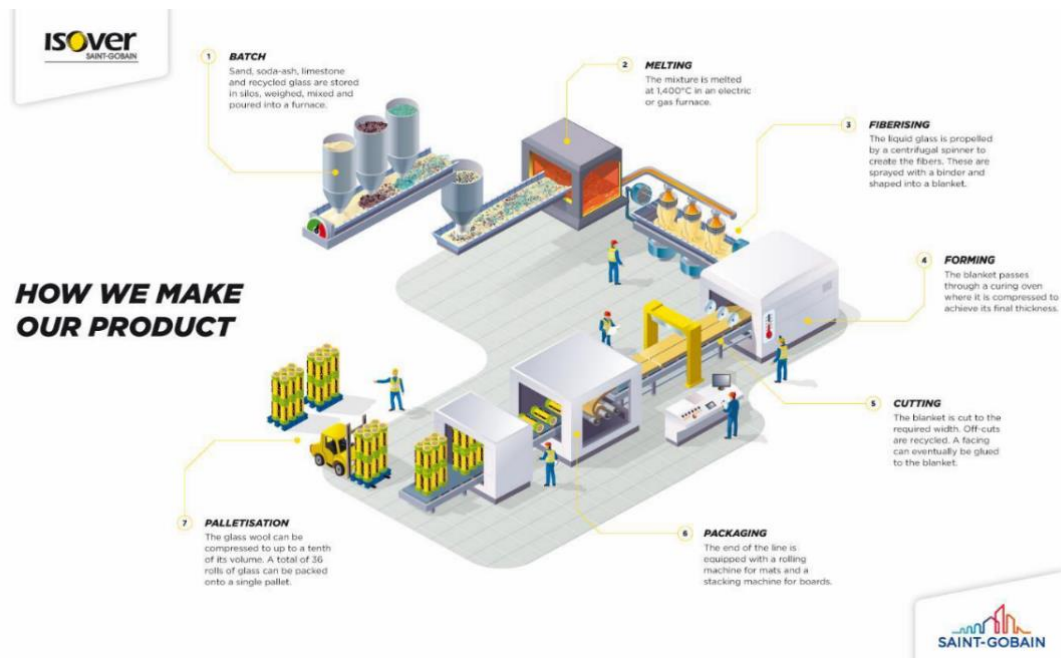 ISOVER
SAINT-GOBAIN
HOW WE MAKE
OUR PRODUCT
1
BATCH
Sand, soda-ash, limestone
and recycled glass are stored
in silos, weighed, mixed and
poured into a furnace.
2
MELTING
The mixture is melted
at 1,400°C in an electric
or gas furnace.
3
FIBERISING
The liquid glass is propelled
by a centrifugal spinner to
create the fibers. These are
sprayed with a binder and
shaped into a blanket.
4
FORMING
The blanket passes
through a curing oven
where it is compressed to
achieve its final thickness.
5
CUTTING
The blanket is cut to the
required width. Off-cuts
are recycled. A facing
can eventually be glued
to the blanket.
6
PACKAGING
The end of the line is
equipped with a rolling
machine for mats and a
stacking machine for boards.
7
PALLETISATION
The glass wool can be
compressed to up to a tenth
of its volume. A total of 36
rolls of glass can be packed
onto a single pallet.
SAINT-GOBAIN